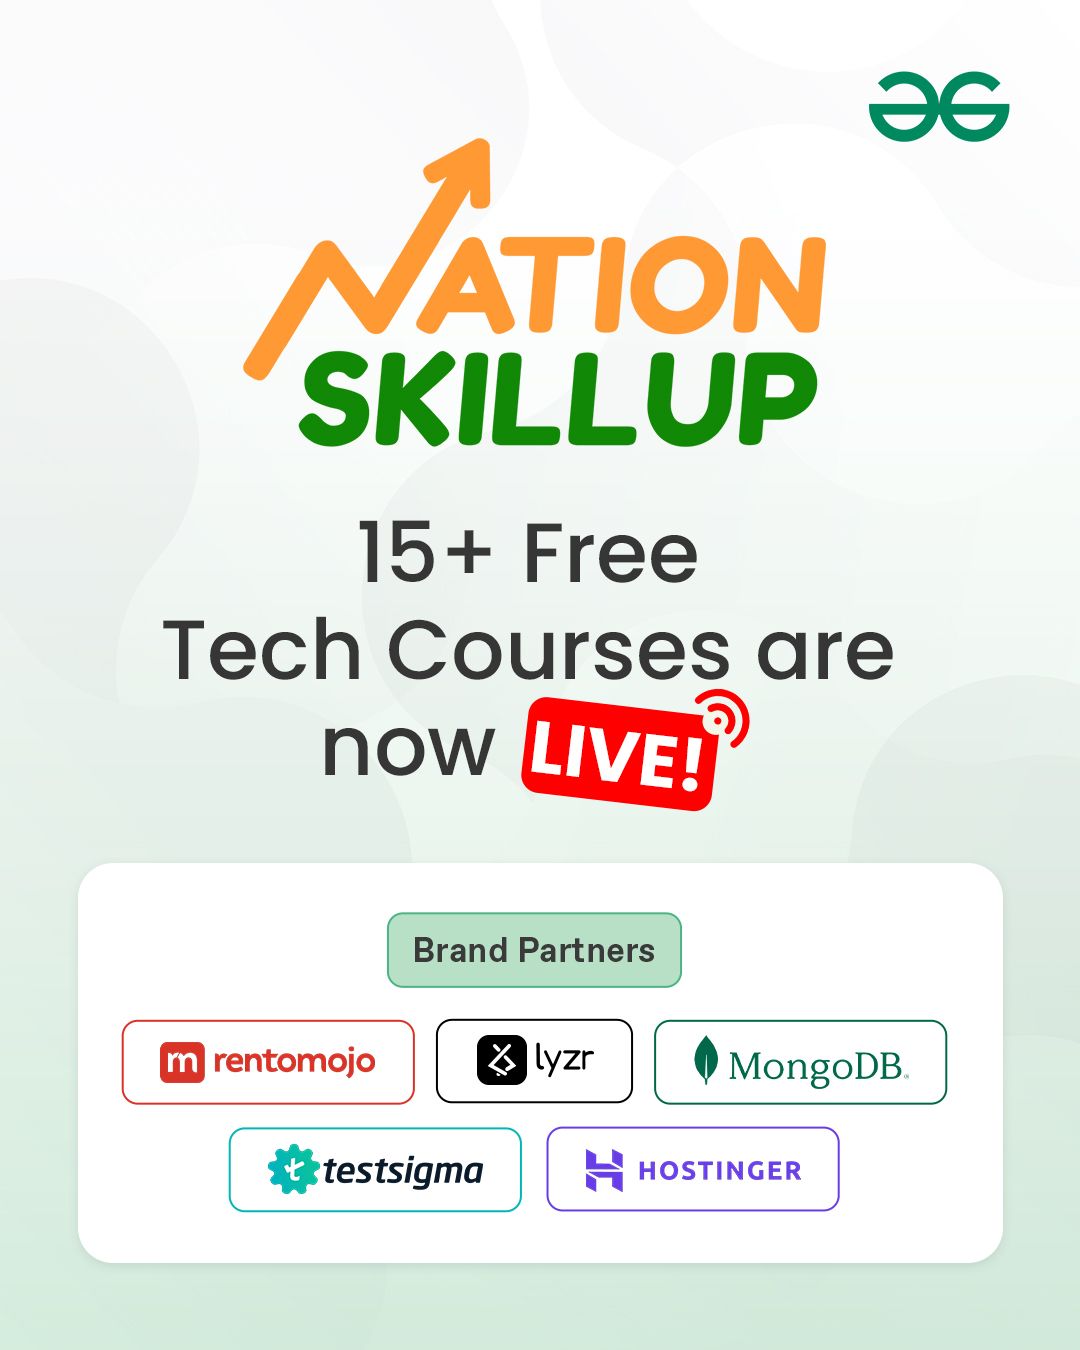 NATION
SKILLUP
15+ Free
Tech Courses are
now LIVE!
Brand Partners
m rentomojo
lyzr
MongoDB
testsigma
HOSTINGER